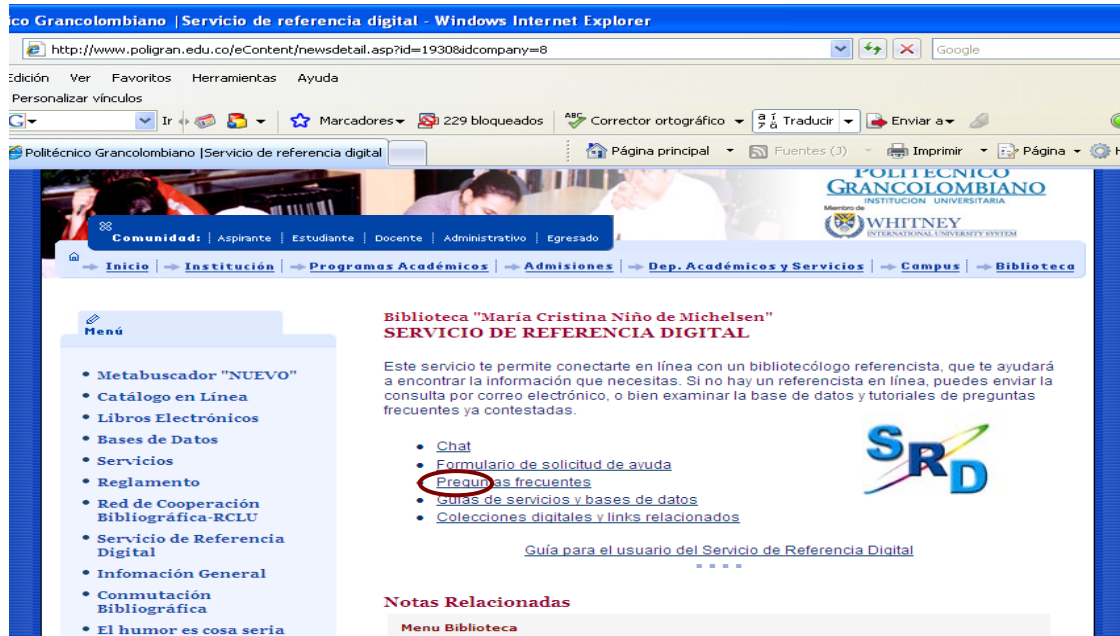 ico Grancolombiano |Servicio de referencia digital - Windows Internet Explorer
http://www.poligran.edu.co/eContent/newsdetail.asp?id=1930&idcompany=8
Google
Edición Ver Favoritos Herramientas Ayuda
Personalizar vínculos
G Ir Marcadores 229 bloqueados ABC Corrector ortográfico Traducir Enviar a
Politécnico Grancolombiano |Servicio de referencia digital Página principal Fuentes (J) Imprimir Página H
POLITECNICO
GRANCOLOMBIANO
INSTITUCION UNIVERSITARIA
Miembro de
WHITNEY
INTERNATIONAL UNIVERSITY SYSTEM
Comunidad: | Aspirante | Estudiante | Docente | Administrativo | Egresado
Inicio | Institución | Programas Académicos | Admisiones | Dep. Académicos y Servicios | Campus | Biblioteca
Menú
• Metabuscador "NUEVO"
• Catálogo en Línea
• Libros Electrónicos
• Bases de Datos
• Servicios
• Reglamento
• Red de Cooperación
Bibliográfica-RCLU
• Servicio de Referencia
Digital
• Infomación General
• Conmutación
Bibliográfica
• El humor es cosa seria
Biblioteca "María Cristina Niño de Michelsen"
SERVICIO DE REFERENCIA DIGITAL
Este servicio te permite conectarte en línea con un bibliotecólogo referencista, que te ayudará
a encontrar la información que necesitas. Si no hay un referencista en línea, puedes enviar la
consulta por correo electrónico, o bien examinar la base de datos y tutoriales de preguntas
frecuentes ya contestadas.
• Chat
• Formulario de solicitud de ayuda
• Preguntas frecuentes
• Guías de servicios y bases de datos
• Colecciones digitales y links relacionados
SRD
Guía para el usuario del Servicio de Referencia Digital
Notas Relacionadas
Menu Biblioteca